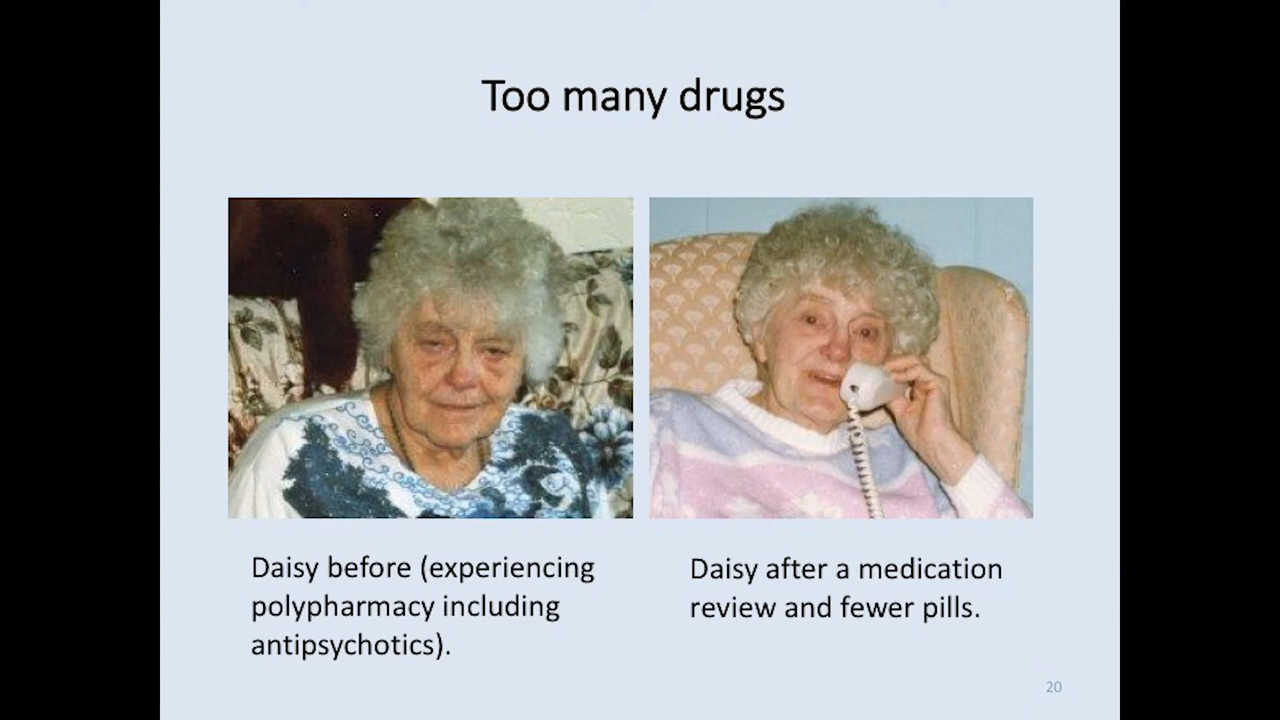 Too many drugs
Daisy before (experiencing
polypharmacy including
antipsychotics).
Daisy after a medication
review and fewer pills.
20